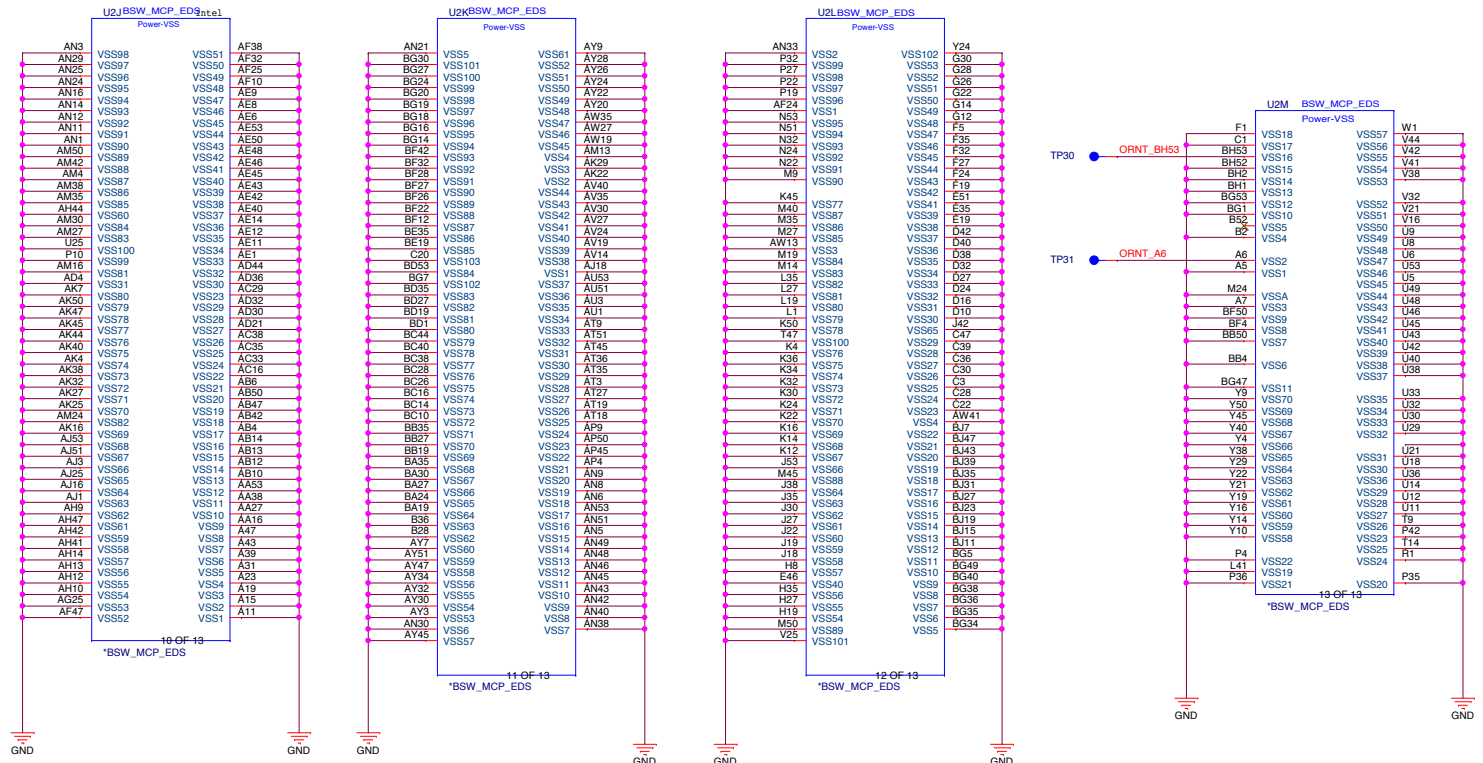 U2J BSW_MCP_EDS Intel
Power-VSS
AN3 VSS98 VSS51 AF38
AN29 VSS97 VSS50 AF32
AN25 VSS96 VSS49 AF25
AN24 VSS95 VSS48 AF10
AN16 VSS94 VSS47 AE9
AN14 VSS93 VSS46 AE8
AN12 VSS92 VSS45 AE6
AN11 VSS91 VSS44 AE53
AN1 VSS90 VSS43 AE50
AM50 VSS89 VSS42 AE48
AM42 VSS88 VSS41 AE46
AM4 VSS87 VSS40 AE45
AM38 VSS86 VSS39 AE43
AM35 VSS85 VSS38 AE42
AH44 VSS60 VSS37 AE40
AM30 VSS84 VSS36 AE14
AM27 VSS83 VSS35 AE12
U25 VSS100 VSS34 AE11
P10 VSS99 VSS33 AE1
AM16 VSS81 VSS32 AD44
AD4 VSS31 VSS30 AD36
AK7 VSS80 VSS23 AC29
AK50 VSS79 VSS29 AD32
AK47 VSS78 VSS28 AD30
AK45 VSS77 VSS27 AD21
AK44 VSS76 VSS26 AC38
AK40 VSS75 VSS25 AC35
AK4 VSS74 VSS24 AC33
AK38 VSS73 VSS22 AC16
AK32 VSS72 VSS21 AB6
AK27 VSS71 VSS20 AB50
AK25 VSS70 VSS19 AB47
AM24 VSS82 VSS18 AB42
AK16 VSS69 VSS17 AB4
AJ53 VSS68 VSS16 AB14
AJ51 VSS67 VSS15 AB13
AJ3 VSS66 VSS14 AB12
AJ25 VSS65 VSS13 AB10
AJ16 VSS64 VSS12 AA53
AJ1 VSS63 VSS11 AA38
AH9 VSS62 VSS10 AA27
AH47 VSS61 VSS9 AA16
AH42 VSS59 VSS8 A47
AH41 VSS58 VSS7 A43
AH14 VSS57 VSS6 A39
AH13 VSS56 VSS5 A31
AH12 VSS55 VSS4 A23
AH10 VSS54 VSS3 A19
AG25 VSS53 VSS2 A15
AF47 VSS52 VSS1 A11
10 OF 13
*BSW_MCP_EDS
GND
GND
U2K BSW_MCP_EDS
Power-VSS
AN21 VSS5 VSS61 AY9
BG30 VSS101 VSS52 AY28
BG27 VSS100 VSS51 AY26
BG24 VSS99 VSS50 AY24
BG20 VSS98 VSS49 AY22
BG19 VSS97 VSS48 AY20
BG18 VSS96 VSS47 AW35
BG16 VSS95 VSS46 AW27
BG14 VSS94 VSS45 AW19
BF42 VSS93 VSS4 AM13
BF32 VSS92 VSS3 AK29
BF28 VSS91 VSS2 AK22
BF27 VSS90 VSS44 AV40
BF26 VSS89 VSS43 AV35
BF22 VSS88 VSS42 AV30
BF12 VSS87 VSS41 AV27
BE35 VSS86 VSS40 AV24
BE19 VSS85 VSS39 AV19
C20 VSS103 VSS38 AV14
BD53 VSS84 VSS1 AJ18
BG7 VSS102 VSS37 AU53
BD35 VSS83 VSS36 AU51
BD27 VSS82 VSS35 AU3
BD19 VSS81 VSS34 AU1
BD1 VSS80 VSS33 AT9
BC44 VSS79 VSS32 AT51
BC40 VSS78 VSS31 AT45
BC38 VSS77 VSS30 AT36
BC28 VSS76 VSS29 AT35
BC26 VSS75 VSS28 AT3
BC16 VSS74 VSS27 AT27
BC14 VSS73 VSS26 AT19
BC10 VSS72 VSS25 AT18
BB35 VSS71 VSS24 AP9
BB27 VSS70 VSS23 AP50
BB19 VSS69 VSS22 AP45
BA35 VSS68 VSS21 AP4
BA30 VSS67 VSS20 AN9
BA27 VSS66 VSS19 AN8
BA24 VSS65 VSS18 AN6
BA19 VSS64 VSS17 AN53
B36 VSS63 VSS16 AN51
B28 VSS62 VSS15 AN5
AY7 VSS60 VSS14 AN49
AY51 VSS59 VSS13 AN48
AY47 VSS58 VSS12 AN46
AY34 VSS56 VSS11 AN45
AY32 VSS55 VSS10 AN43
AY30 VSS54 VSS9 AN42
AY3 VSS53 VSS8 AN40
AN30 VSS6 VSS7 AN38
AY45 VSS57
11 OF 13
*BSW_MCP_EDS
GND
GND
U2L BSW_MCP_EDS
Power-VSS
AN33 VSS2 VSS102 Y24
P32 VSS99 VSS53 G30
P27 VSS98 VSS52 G28
P22 VSS97 VSS51 G26
P19 VSS96 VSS50 G22
AF24 VSS1 VSS49 G14
N53 VSS95 VSS48 G12
N51 VSS94 VSS47 F5
N32 VSS93 VSS46 F35
N24 VSS92 VSS45 F32
N22 VSS91 VSS44 F27
M9 VSS90 VSS43 F24
VSS42 F19
K45 VSS77 VSS41 E51
M40 VSS87 VSS39 E35
M35 VSS86 VSS38 E19
M27 VSS85 VSS37 D42
AW13 VSS3 VSS36 D40
M19 VSS84 VSS35 D38
M14 VSS83 VSS34 D32
L35 VSS82 VSS33 D27
L27 VSS81 VSS32 D24
L19 VSS80 VSS31 D16
L1 VSS79 VSS30 D10
K50 VSS78 VSS65 J42
T47 VSS100 VSS29 C47
K4 VSS76 VSS28 C39
K36 VSS75 VSS27 C36
K34 VSS74 VSS26 C30
K32 VSS73 VSS25 C3
K30 VSS72 VSS24 C28
K24 VSS71 VSS23 C22
K22 VSS70 VSS4 AW41
K16 VSS69 VSS22 BJ7
K14 VSS68 VSS21 BJ47
K12 VSS67 VSS20 BJ43
J53 VSS66 VSS19 BJ39
M45 VSS88 VSS18 BJ35
J38 VSS64 VSS17 BJ31
J35 VSS63 VSS16 BJ27
J30 VSS62 VSS15 BJ23
J27 VSS61 VSS14 BJ19
J22 VSS60 VSS13 BJ15
J19 VSS59 VSS12 BJ11
J18 VSS58 VSS11 BG5
H8 VSS57 VSS10 BG49
E46 VSS40 VSS9 BG40
H35 VSS56 VSS8 BG38
H27 VSS55 VSS7 BG36
H19 VSS54 VSS6 BG35
M50 VSS89 VSS5 BG34
V25 VSS101
12 OF 13
*BSW_MCP_EDS
GND
GND
U2M BSW_MCP_EDS
Power-VSS
F1 VSS18 VSS57 W1
C1 VSS17 VSS56 V44
TP30 ORNT_BH53 BH53 VSS16 VSS55 V42
BH52 VSS15 VSS54 V41
BH2 VSS14 VSS53 V38
BH1 VSS13
BG53 VSS12 VSS52 V32
BG1 VSS10 VSS51 V21
B52 VSS5 VSS50 V16
B2 VSS4 VSS49 U9
VSS48 U8
TP31 ORNT_A6 A6 VSS2 VSS47 U6
A5 VSS1 VSS46 U53
VSS45 U5
M24 VSSA VSS44 U49
A7 VSS3 VSS43 U48
BF50 VSS9 VSS42 U46
BF4 VSS8 VSS41 U45
BB50 VSS7 VSS40 U43
VSS39 U42
BB4 VSS6 VSS38 U40
VSS37 U38
BG47 VSS11
Y9 VSS70 VSS35 U33
Y50 VSS69 VSS34 U32
Y45 VSS68 VSS33 U30
Y40 VSS67 VSS32 U29
Y4 VSS66
Y38 VSS65 VSS31 U21
Y29 VSS64 VSS30 U18
Y22 VSS63 VSS36 U36
Y21 VSS62 VSS29 U14
Y19 VSS61 VSS28 U12
Y16 VSS60 VSS27 U11
Y14 VSS59 VSS26 T9
Y10 VSS58 VSS23 P42
VSS25 T14
P4 VSS22 VSS24 R1
L41 VSS19
P36 VSS21 VSS20 P35
13 OF 13
*BSW_MCP_EDS
GND
GND